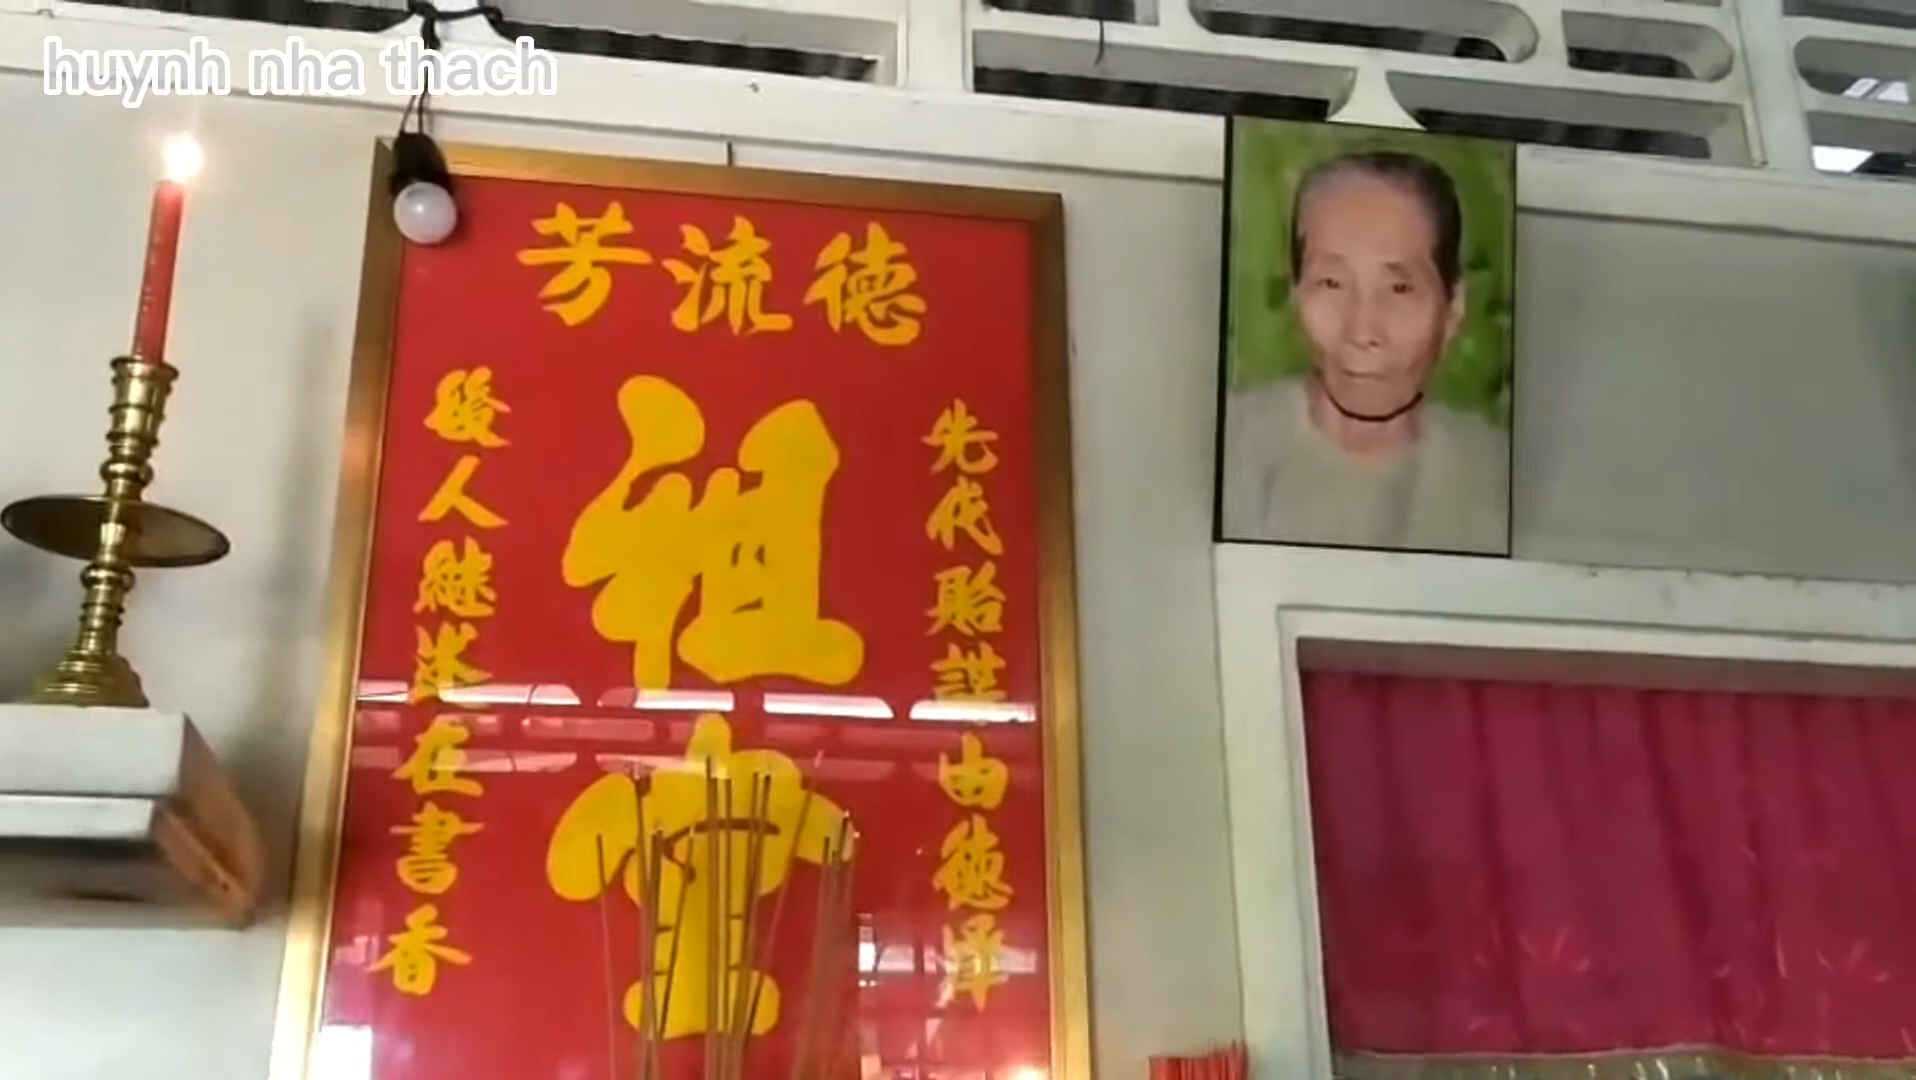 huynh nha thach
德流芳
先代貽謀由德澤
祖堂
後人繼述在書香